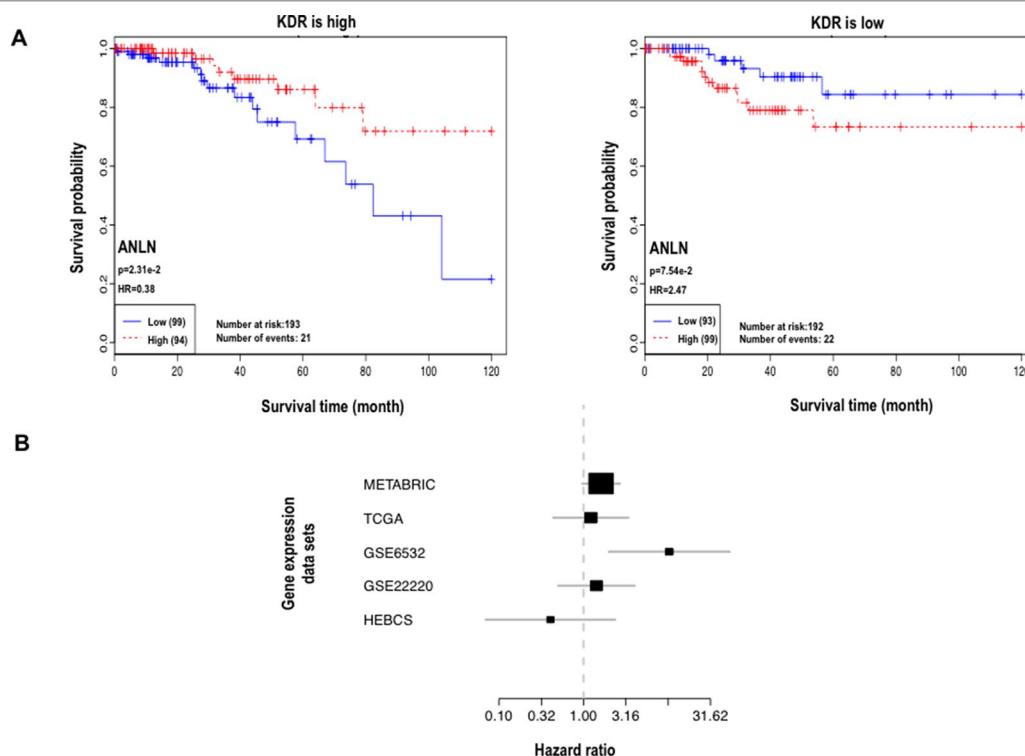 A
KDR is high
Survival probability
1.0
0.8
0.6
0.4
0.2
0.0
ANLN
p=2.31e-2
HR=0.38
Low (99)
High (94)
Number at risk:193
Number of events: 21
0 20 40 60 80 100 120
Survival time (month)
KDR is low
Survival probability
1.0
0.8
0.6
0.4
0.2
0.0
ANLN
p=7.54e-2
HR=2.47
Low (93)
High (99)
Number at risk:192
Number of events: 22
0 20 40 60 80 100
Survival time (month)
B
Gene expression
data sets
METABRIC
TCGA
GSE6532
GSE22220
HEBCS
0.10 0.32 1.00 3.16 31.62
Hazard ratio